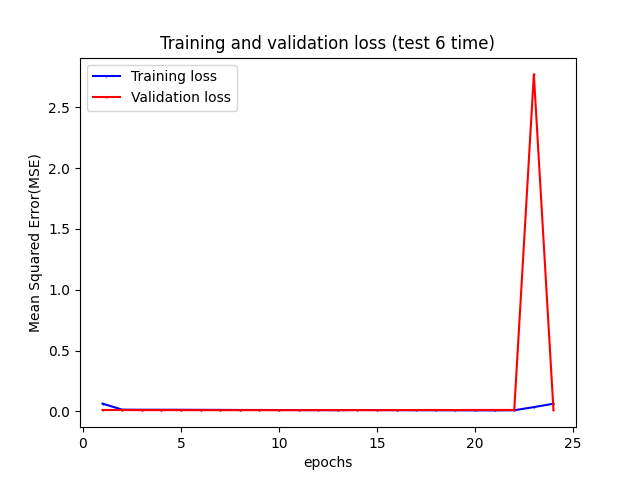 Training and validation loss (test 6 time)
Training loss
Validation loss
Mean Squared Error(MSE)
2.5
2.0
1.5
1.0
0.5
0.0
0 5 10 15 20 25
epochs